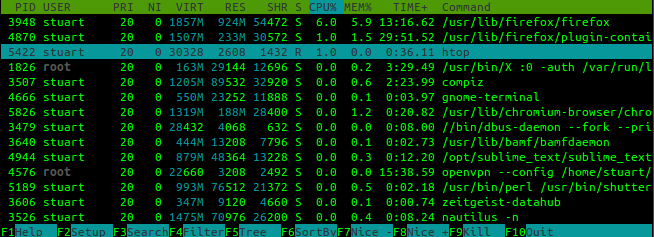 PID USER PRI NI VIRT RES SHR S CPU% MEM% TIME+ Command
3948 stuart 20 0 1857M 924M 54472 S 6.0 5.9 13:16.62 /usr/lib/firefox/firefox
4870 stuart 20 0 1507M 233M 30572 S 1.0 1.5 29:51.52 /usr/lib/firefox/plugin-contai
5422 stuart 20 0 30328 2608 1432 R 1.0 0.0 0:36.11 htop
1826 root 20 0 163M 29144 12696 S 0.0 0.2 3:29.49 /usr/bin/X :0 -auth /var/run/l
3507 stuart 20 0 1205M 89532 32920 S 0.0 0.6 2:23.99 compiz
4666 stuart 20 0 550M 23252 11888 S 0.0 0.1 0:03.97 gnome-terminal
5826 stuart 20 0 1319M 188M 28400 S 0.0 1.2 0:20.82 /usr/lib/chromium-browser/chro
3479 stuart 20 0 28432 4068 632 S 0.0 0.0 0:08.00 //bin/dbus-daemon --fork --pri
3640 stuart 20 0 444M 13208 7796 S 0.0 0.1 0:02.73 /usr/lib/bamf/bamfdaemon
4944 stuart 20 0 879M 48364 13228 S 0.0 0.3 0:12.20 /opt/sublime_text/sublime_text
4576 root 20 0 22660 3208 2492 S 0.0 0.0 15:38.59 openvpn --config /home/stuart/
5189 stuart 20 0 993M 76512 21372 S 0.0 0.5 0:02.18 /usr/bin/perl /usr/bin/shutter
3606 stuart 20 0 347M 9120 4660 S 0.0 0.1 0:00.74 zeitgeist-datahub
3526 stuart 20 0 1475M 70976 26200 S 0.0 0.4 0:08.24 nautilus -n
F1Help F2Setup F3SearchF4FilterF5Tree F6SortByF7Nice -F8Nice +F9Kill F10Quit